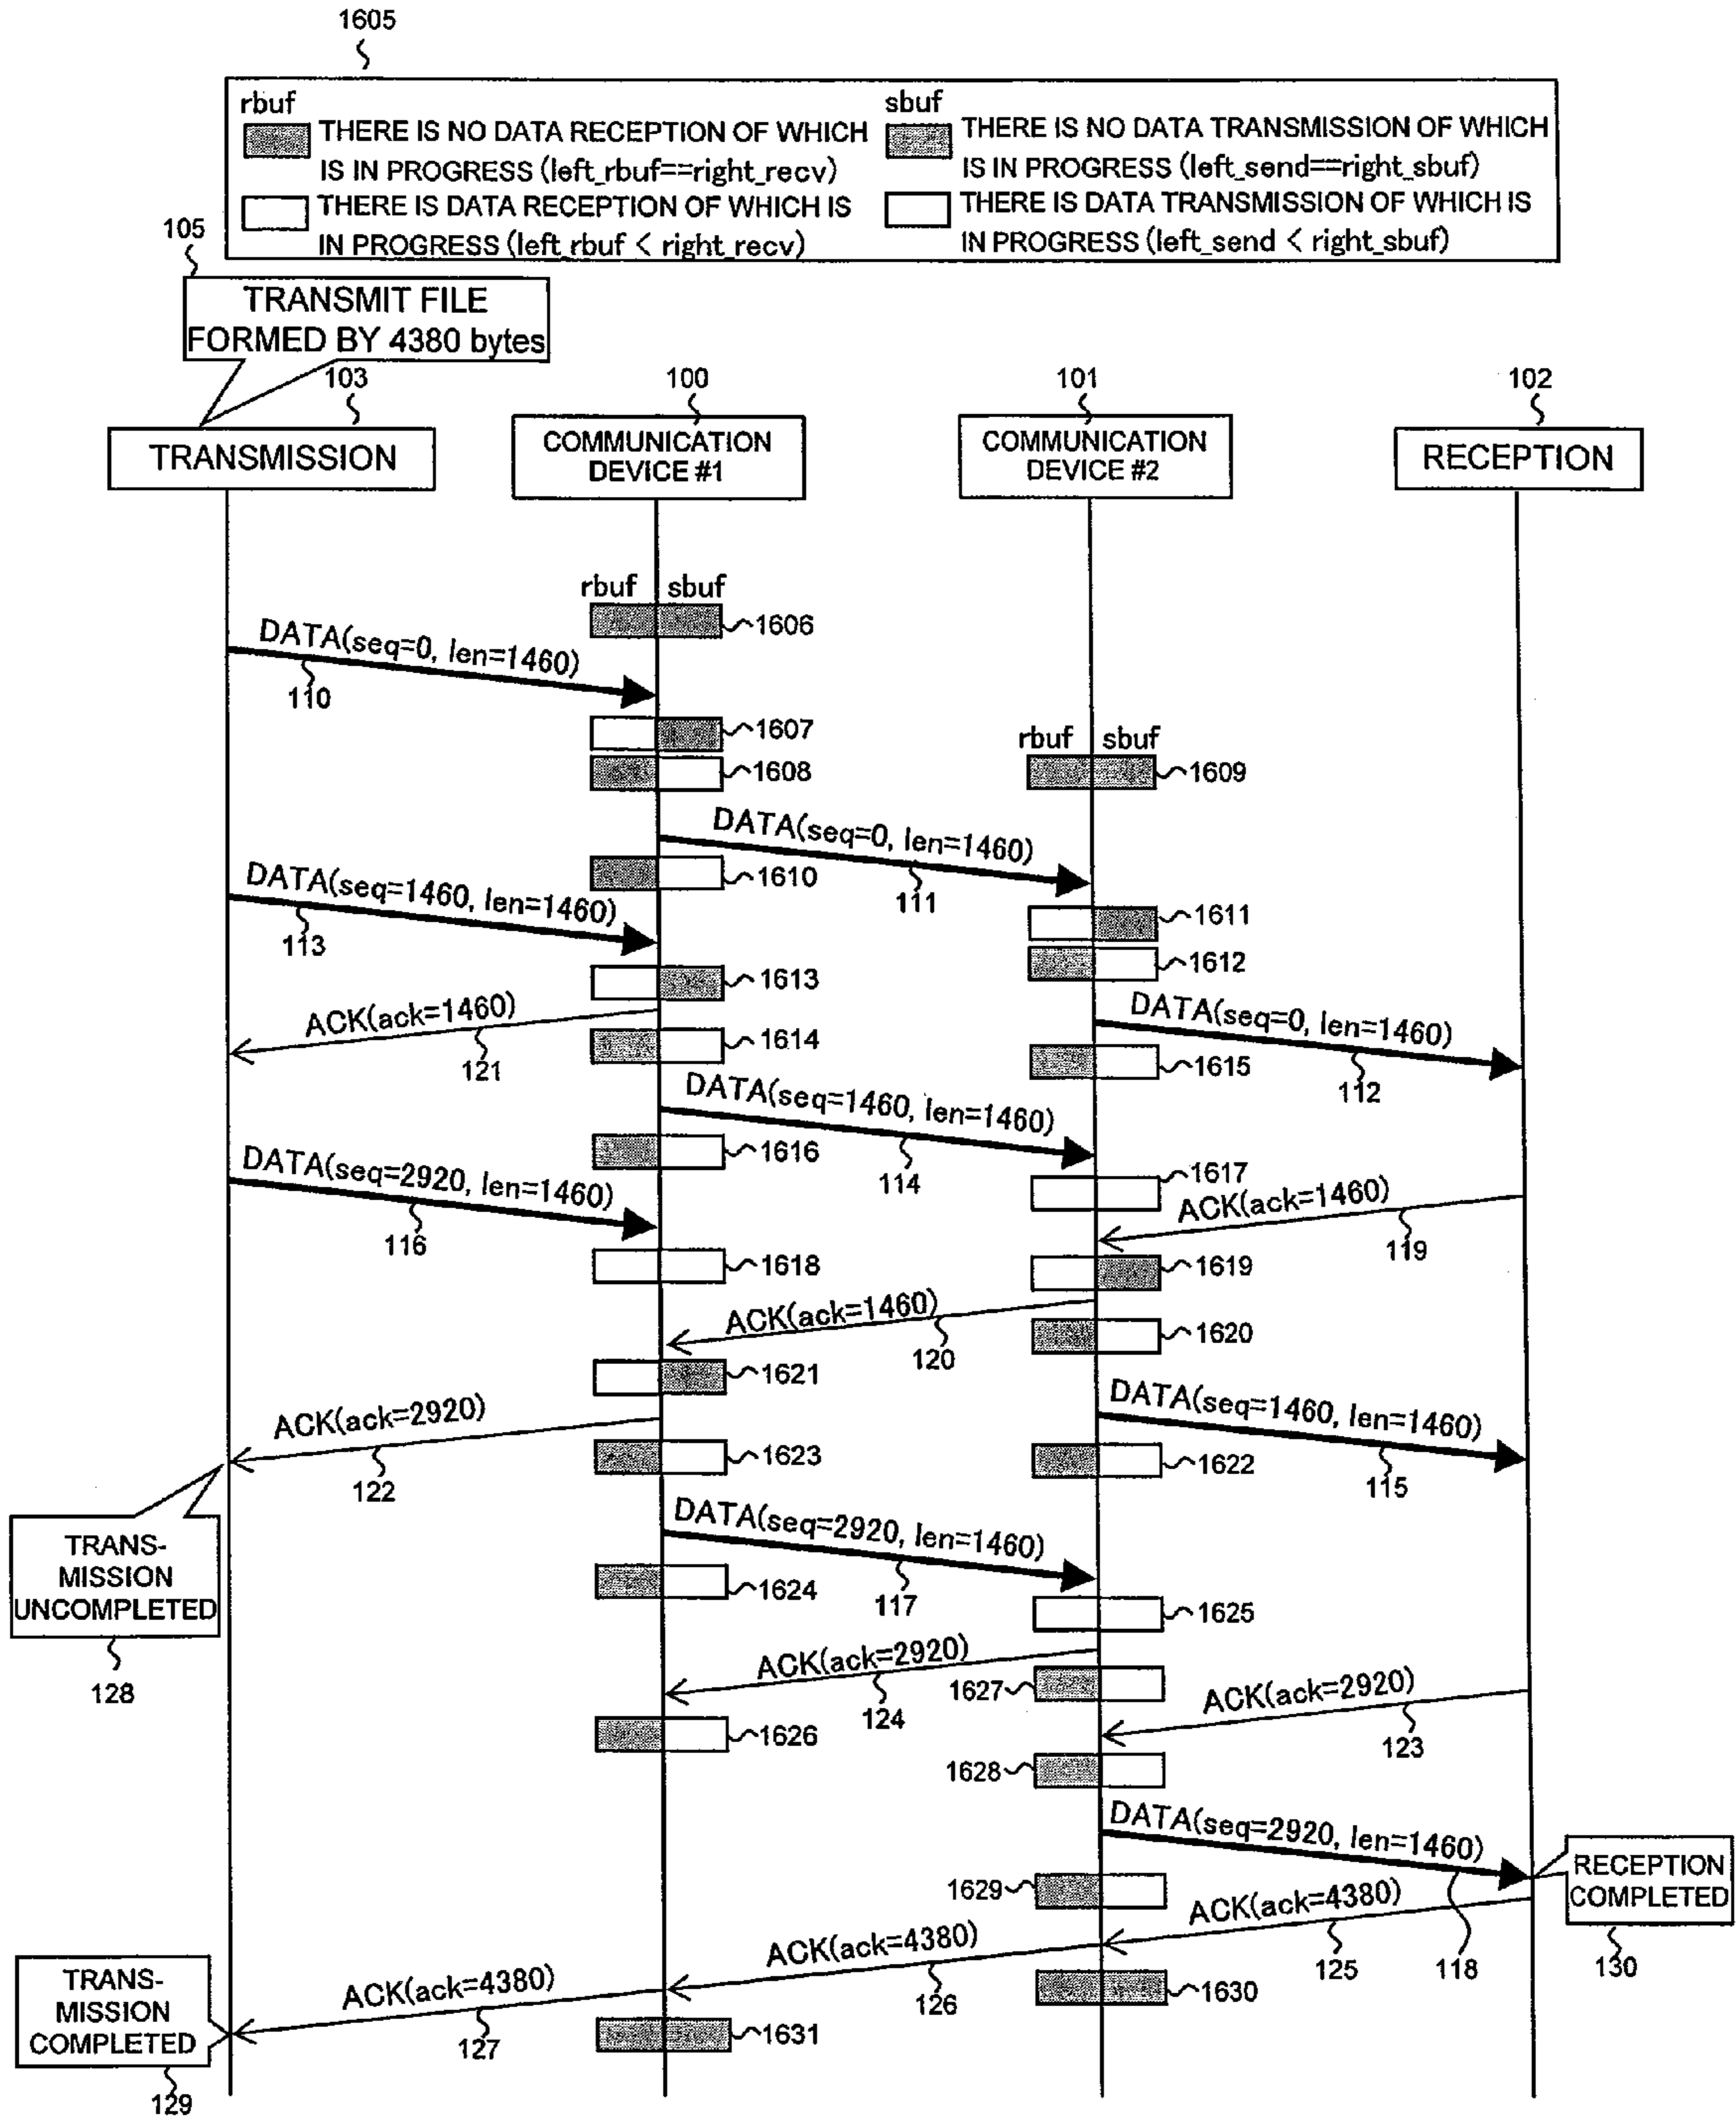 1605
rbuf
THERE IS NO DATA RECEPTION OF WHICH
IS IN PROGRESS (left_rbuf==right_recv)
THERE IS DATA RECEPTION OF WHICH IS
IN PROGRESS (left_rbuf < right_recv)
sbuf
THERE IS NO DATA TRANSMISSION OF WHICH
IS IN PROGRESS (left_send==right_sbuf)
THERE IS DATA TRANSMISSION OF WHICH IS
IN PROGRESS (left_send < right_sbuf)
105
TRANSMIT FILE
FORMED BY 4380 bytes
103
100
101
102
TRANSMISSION
COMMUNICATION
DEVICE #1
COMMUNICATION
DEVICE #2
RECEPTION
rbuf
sbuf
1606
DATA(seq=0, len=1460)
110
1607
rbuf
sbuf
1608
1609
DATA(seq=0, len=1460)
111
1610
DATA(seq=1460, len=1460)
113
1611
1612
1613
ACK(ack=1460)
121
1614
DATA(seq=0, len=1460)
112
1615
DATA(seq=1460, len=1460)
114
1616
DATA(seq=2920, len=1460)
116
1617
ACK(ack=1460)
119
1618
1619
ACK(ack=1460)
120
1620
1621
DATA(seq=1460, len=1460)
115
ACK(ack=2920)
122
1623
1622
TRANS-
MISSION
UNCOMPLETED
128
DATA(seq=2920, len=1460)
117
1624
1625
ACK(ack=2920)
124
1627
ACK(ack=2920)
123
1626
1628
DATA(seq=2920, len=1460)
118
RECEPTION
COMPLETED
130
1629
ACK(ack=4380)
125
ACK(ack=4380)
126
1630
ACK(ack=4380)
127
1631
TRANS-
MISSION
COMPLETED
129